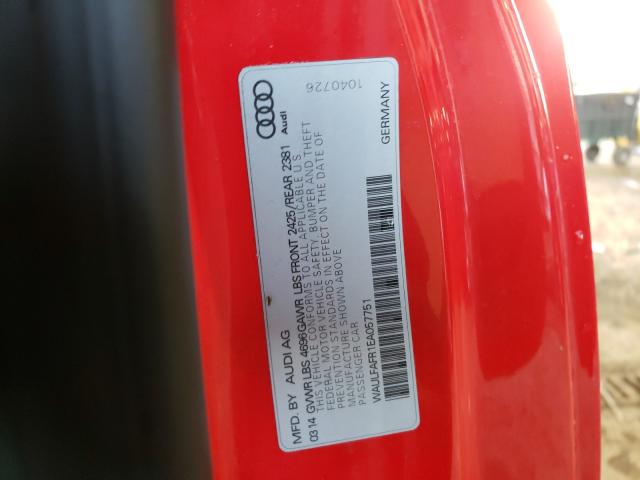 MFD. BY AUDI AG
0314 GVWR LBS 4696 GAWR LBS FRONT 2425/REAR 2381
THIS VEHICLE CONFORMS TO ALL APPLICABLE U.S.
FEDERAL MOTOR VEHICLE SAFETY, BUMPER AND THEFT
PREVENTION STANDARDS IN EFFECT ON THE DATE OF
MANUFACTURE SHOWN ABOVE
PASSENGER CAR
WAULFAFR1EA057751
Audi
1040726
GERMANY